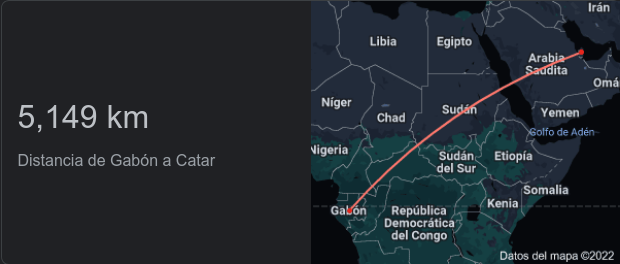 5,149 km
Distancia de Gabón a Catar
Irán
Libia
Egipto
Arabia
Saudita
Omá
Níger
Chad
Sudán
Yemen
Golfo de Adén
Nigeria
Sudán
del Sur
Etiopía
Somalia
Gabón
República
Democrática
del Congo
Kenia
Datos del mapa ©2022